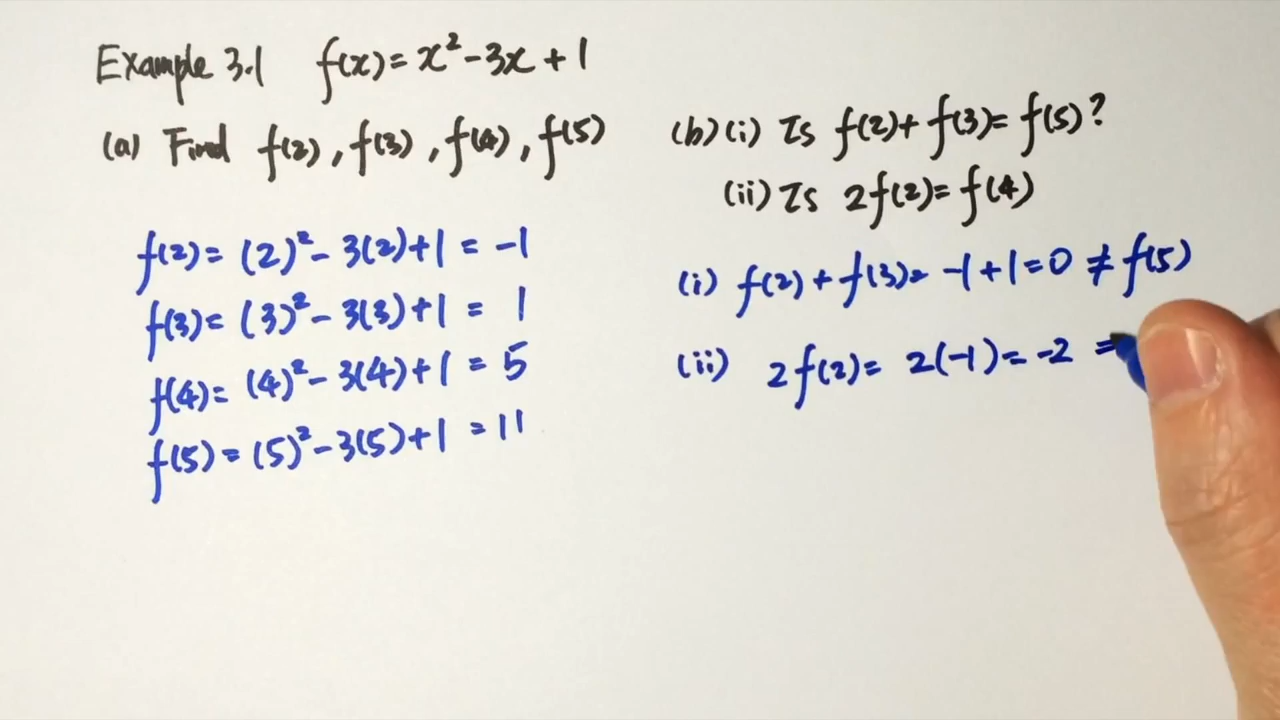 Example 3.1 f(x)= x² - 3x + 1
(a) Find f(2), f(3), f(4), f(5)
f(2)= (2)² - 3(2)+1 = -1
f(3)= (3)² - 3(3)+1 = 1
f(4)= (4)² - 3(4)+1 = 5
f(5)= (5)² - 3(5)+1 = 11
(b)(i) Is f(2)+ f(3)= f(5)?
(ii) Is 2f(2)= f(4)
(i) f(2)+f(3)= -1+1=0 ≠ f(5)
(ii) 2f(2)= 2(-1)= -2 =